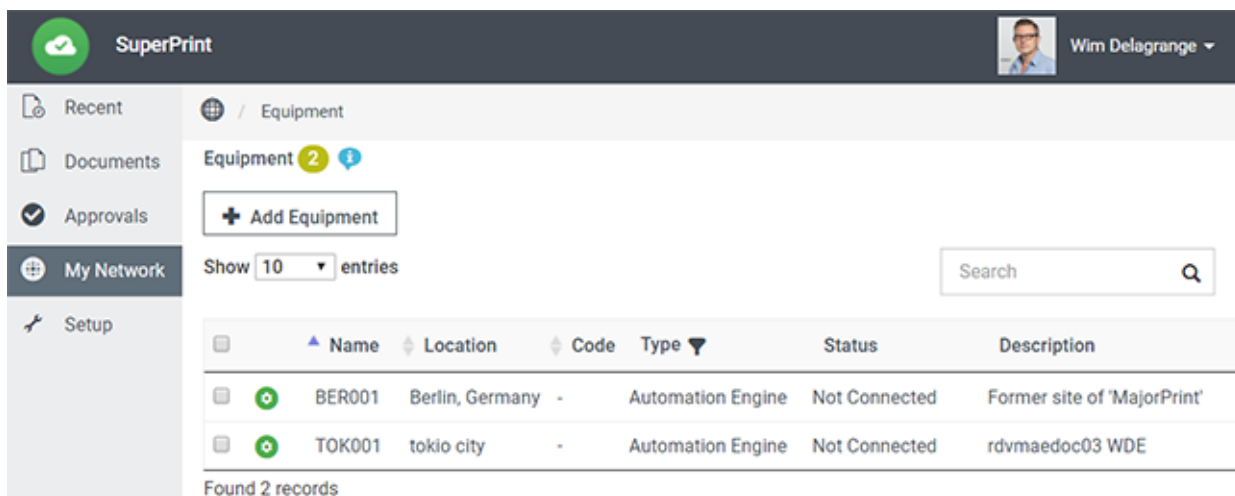 SuperPrint
Wim Delagrange
Recent
Documents
Approvals
My Network
Setup
/ Equipment
Equipment 2
+ Add Equipment
Show 10 entries
Search
Name Location Code Type Status Description
BER001 Berlin, Germany - Automation Engine Not Connected Former site of 'MajorPrint'
TOK001 tokio city - Automation Engine Not Connected rdvmaedoc03 WDE
Found 2 records